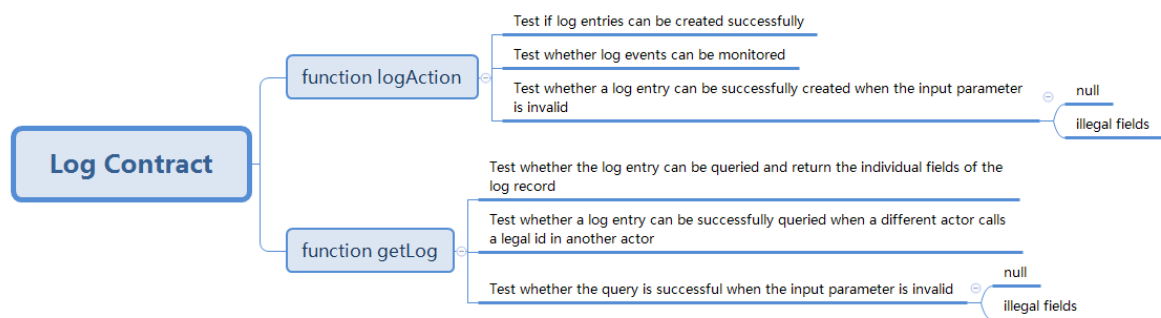 Log Contract
function logAction
Test if log entries can be created successfully
Test whether log events can be monitored
Test whether a log entry can be successfully created when the input parameter
is invalid
null
illegal fields
function getLog
Test whether the log entry can be queried and return the individual fields of the
log record
Test whether a log entry can be successfully queried when a different actor calls
a legal id in another actor
Test whether the query is successful when the input parameter is invalid
null
illegal fields